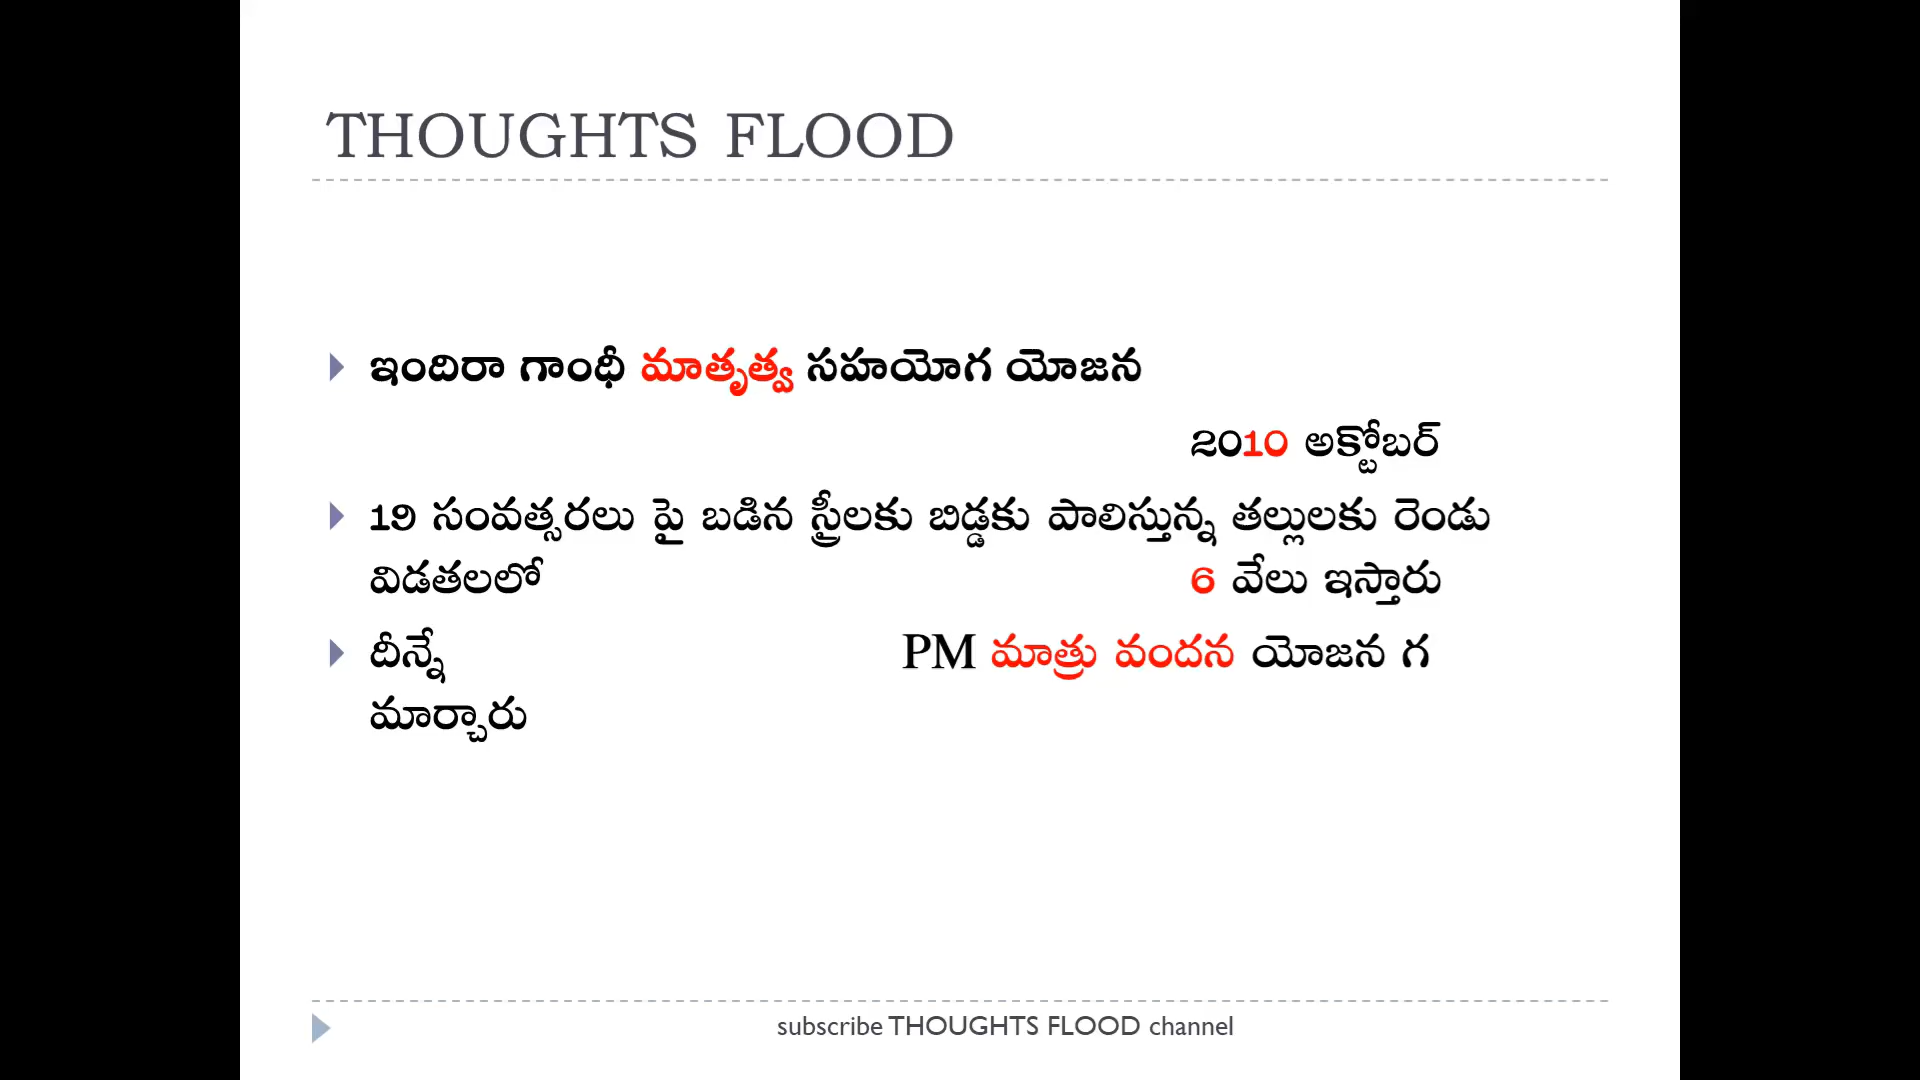 THOUGHTS FLOOD
ఇందిరా గాంధీ మాతృత్వ సహయోగ యోజన
2010 అక్టోబర్
19 సంవత్సరలు పై బడిన స్త్రీలకు బిడ్డకు పాలిస్తున్న తల్లులకు రెండు
విడతలలో 6 వేలు ఇస్తారు
దీన్నే PM మాత్రు వందన యోజన గ
మార్చారు
subscribe THOUGHTS FLOOD channel